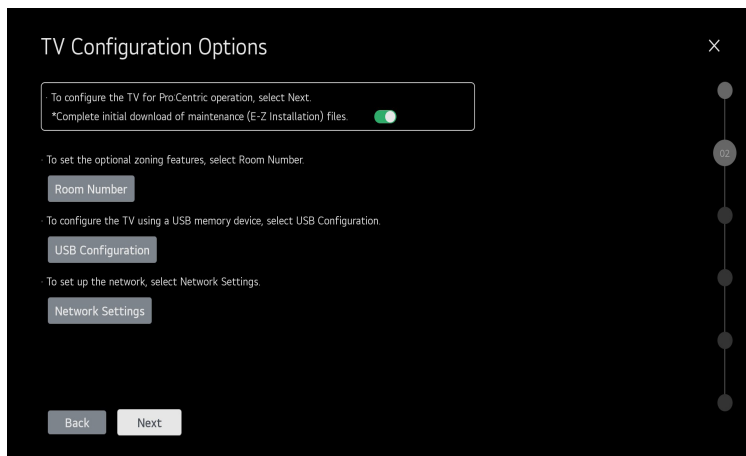 TV Configuration Options
· To configure the TV for Pro:Centric operation, select Next.
*Complete initial download of maintenance (E-Z Installation) files.
· To set the optional zoning features, select Room Number.
Room Number
· To configure the TV using a USB memory device, select USB Configuration.
USB Configuration
· To set up the network, select Network Settings.
Network Settings
02
Back
Next